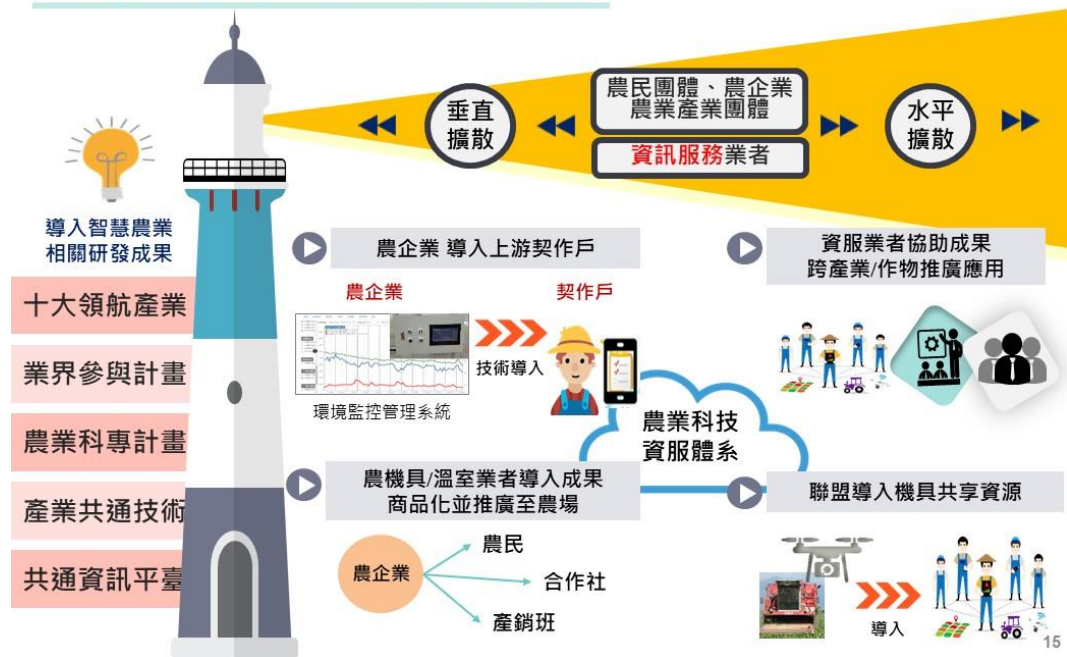 垂直
擴散
農民團體、農企業
農業產業團體
資訊服務業者
水平
擴散
導入智慧農業
相關研發成果
十大領航產業
業界參與計畫
農業科專計畫
產業共通技術
共通資訊平臺
農企業 導入上游契作戶
農企業
契作戶
技術導入
環境監控管理系統
資服業者協助成果
跨產業/作物推廣應用
農業科技
資服體系
農機具/溫室業者導入成果
商品化並推廣至農場
農企業
農民
合作社
產銷班
聯盟導入機具共享資源
導入
15